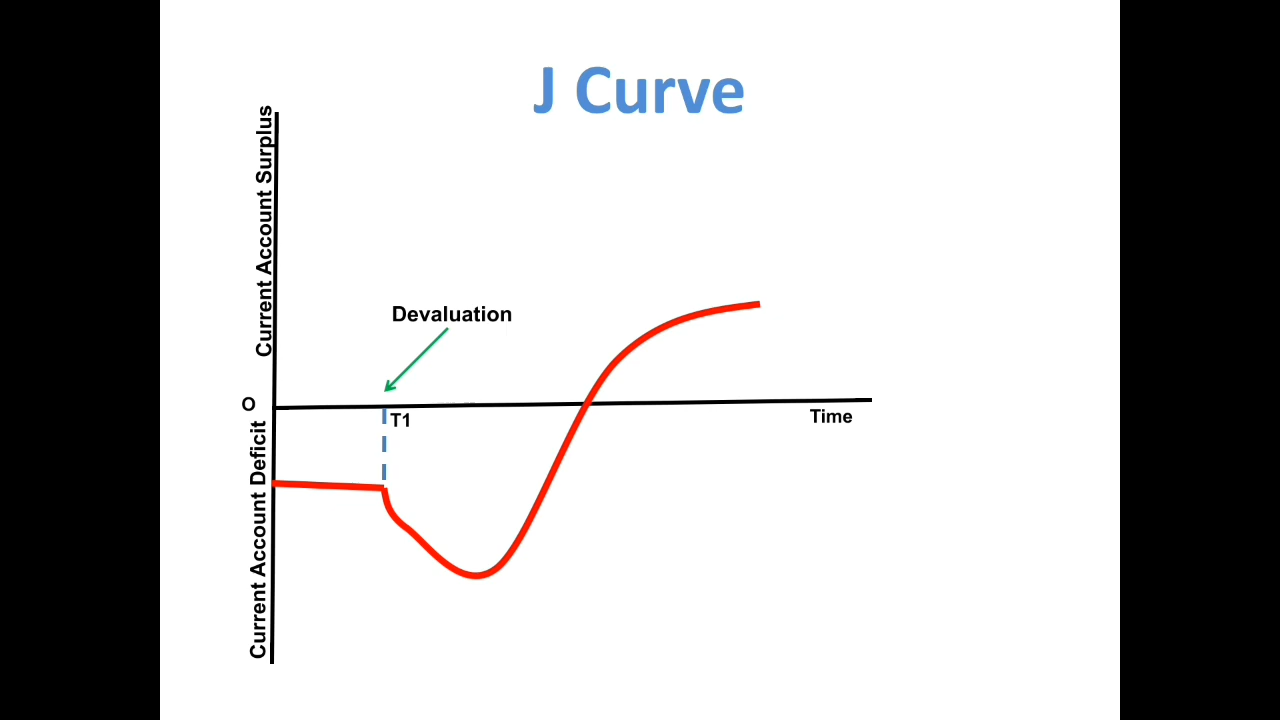 J Curve
Current Account Surplus
Devaluation
O
T1
Time
Current Account Deficit